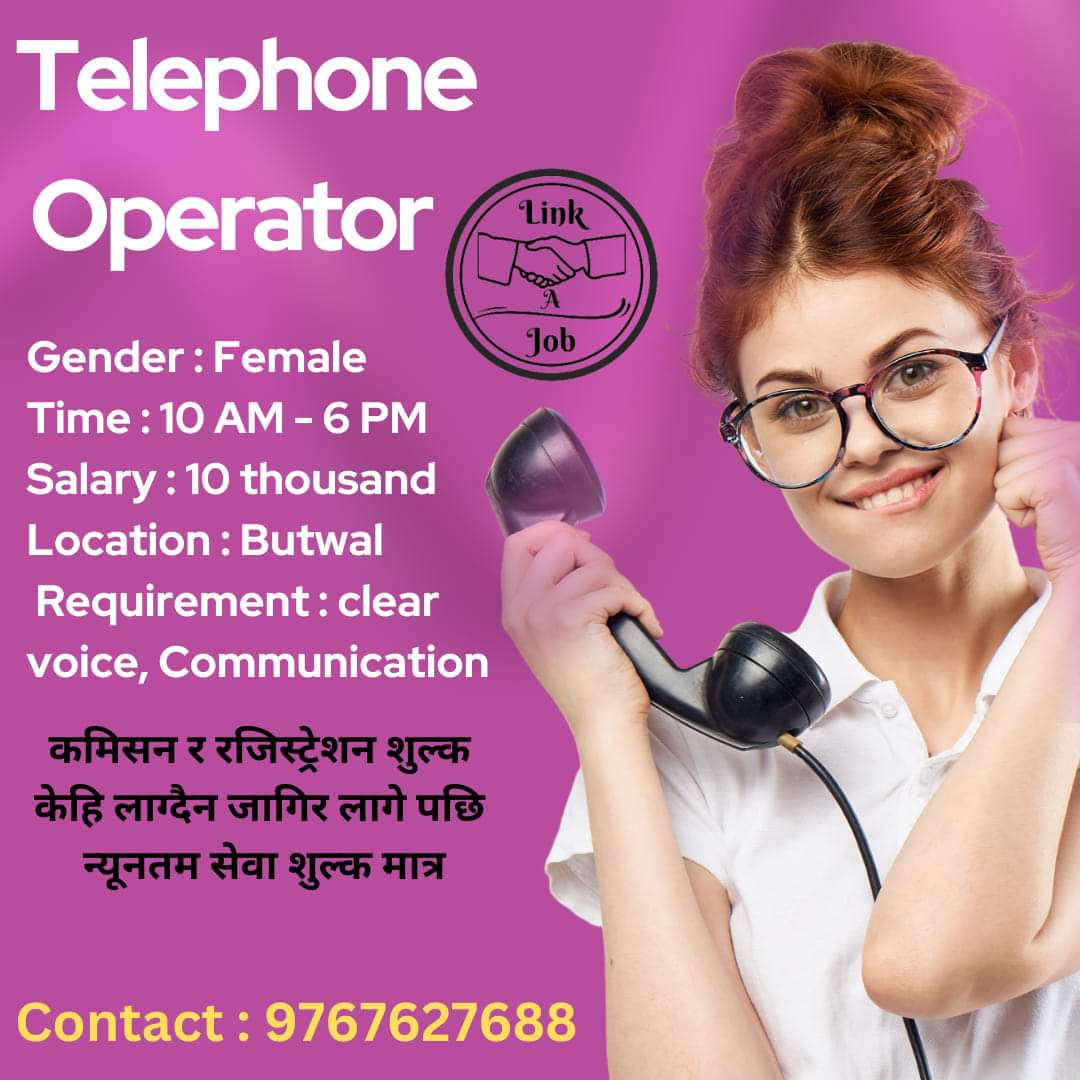 Telephone
Operator
Link
A
Job
Gender : Female
Time : 10 AM - 6 PM
Salary : 10 thousand
Location : Butwal
Requirement : clear
voice, Communication
कमिसन र रजिस्ट्रेशन शुल्क
केहि लाग्दैन जागिर लागे पछि
न्यूनतम सेवा शुल्क मात्र
Contact : 9767627688